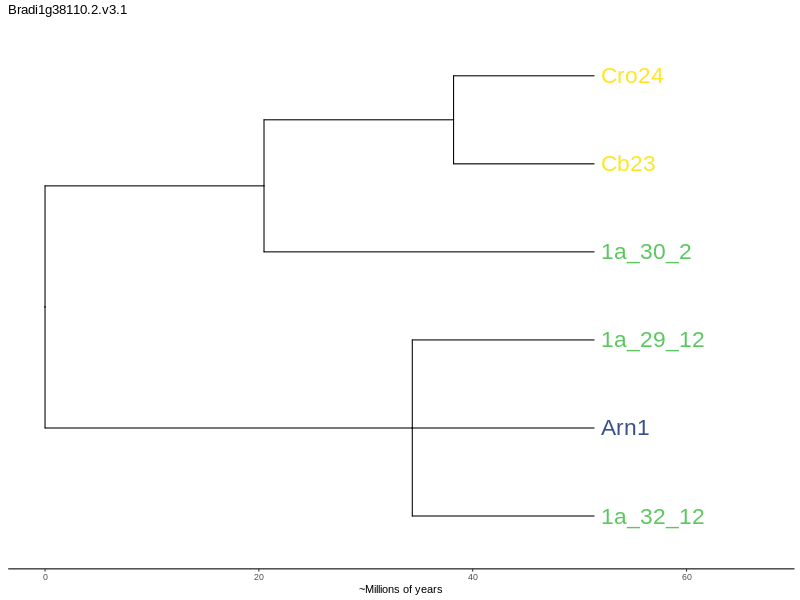 Bradi1g38110.2.v3.1
Cro24
Cb23
1a_30_2
1a_29_12
Arn1
1a_32_12
0 20 40 60
~Millions of years